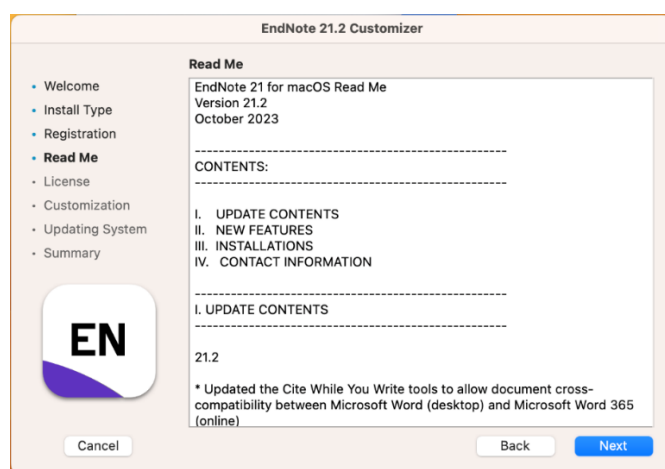 EndNote 21.2 Customizer
Welcome
Install Type
Registration
Read Me
License
Customization
Updating System
Summary
EN
Read Me
EndNote 21 for macOS Read Me
Version 21.2
October 2023
----------------------------------------------------
CONTENTS:
----------------------------------------------------
I. UPDATE CONTENTS
II. NEW FEATURES
III. INSTALLATIONS
IV. CONTACT INFORMATION
----------------------------------------------------
I. UPDATE CONTENTS
----------------------------------------------------
21.2
* Updated the Cite While You Write tools to allow document cross-
compatibility between Microsoft Word (desktop) and Microsoft Word 365
(online)
Cancel
Back
Next